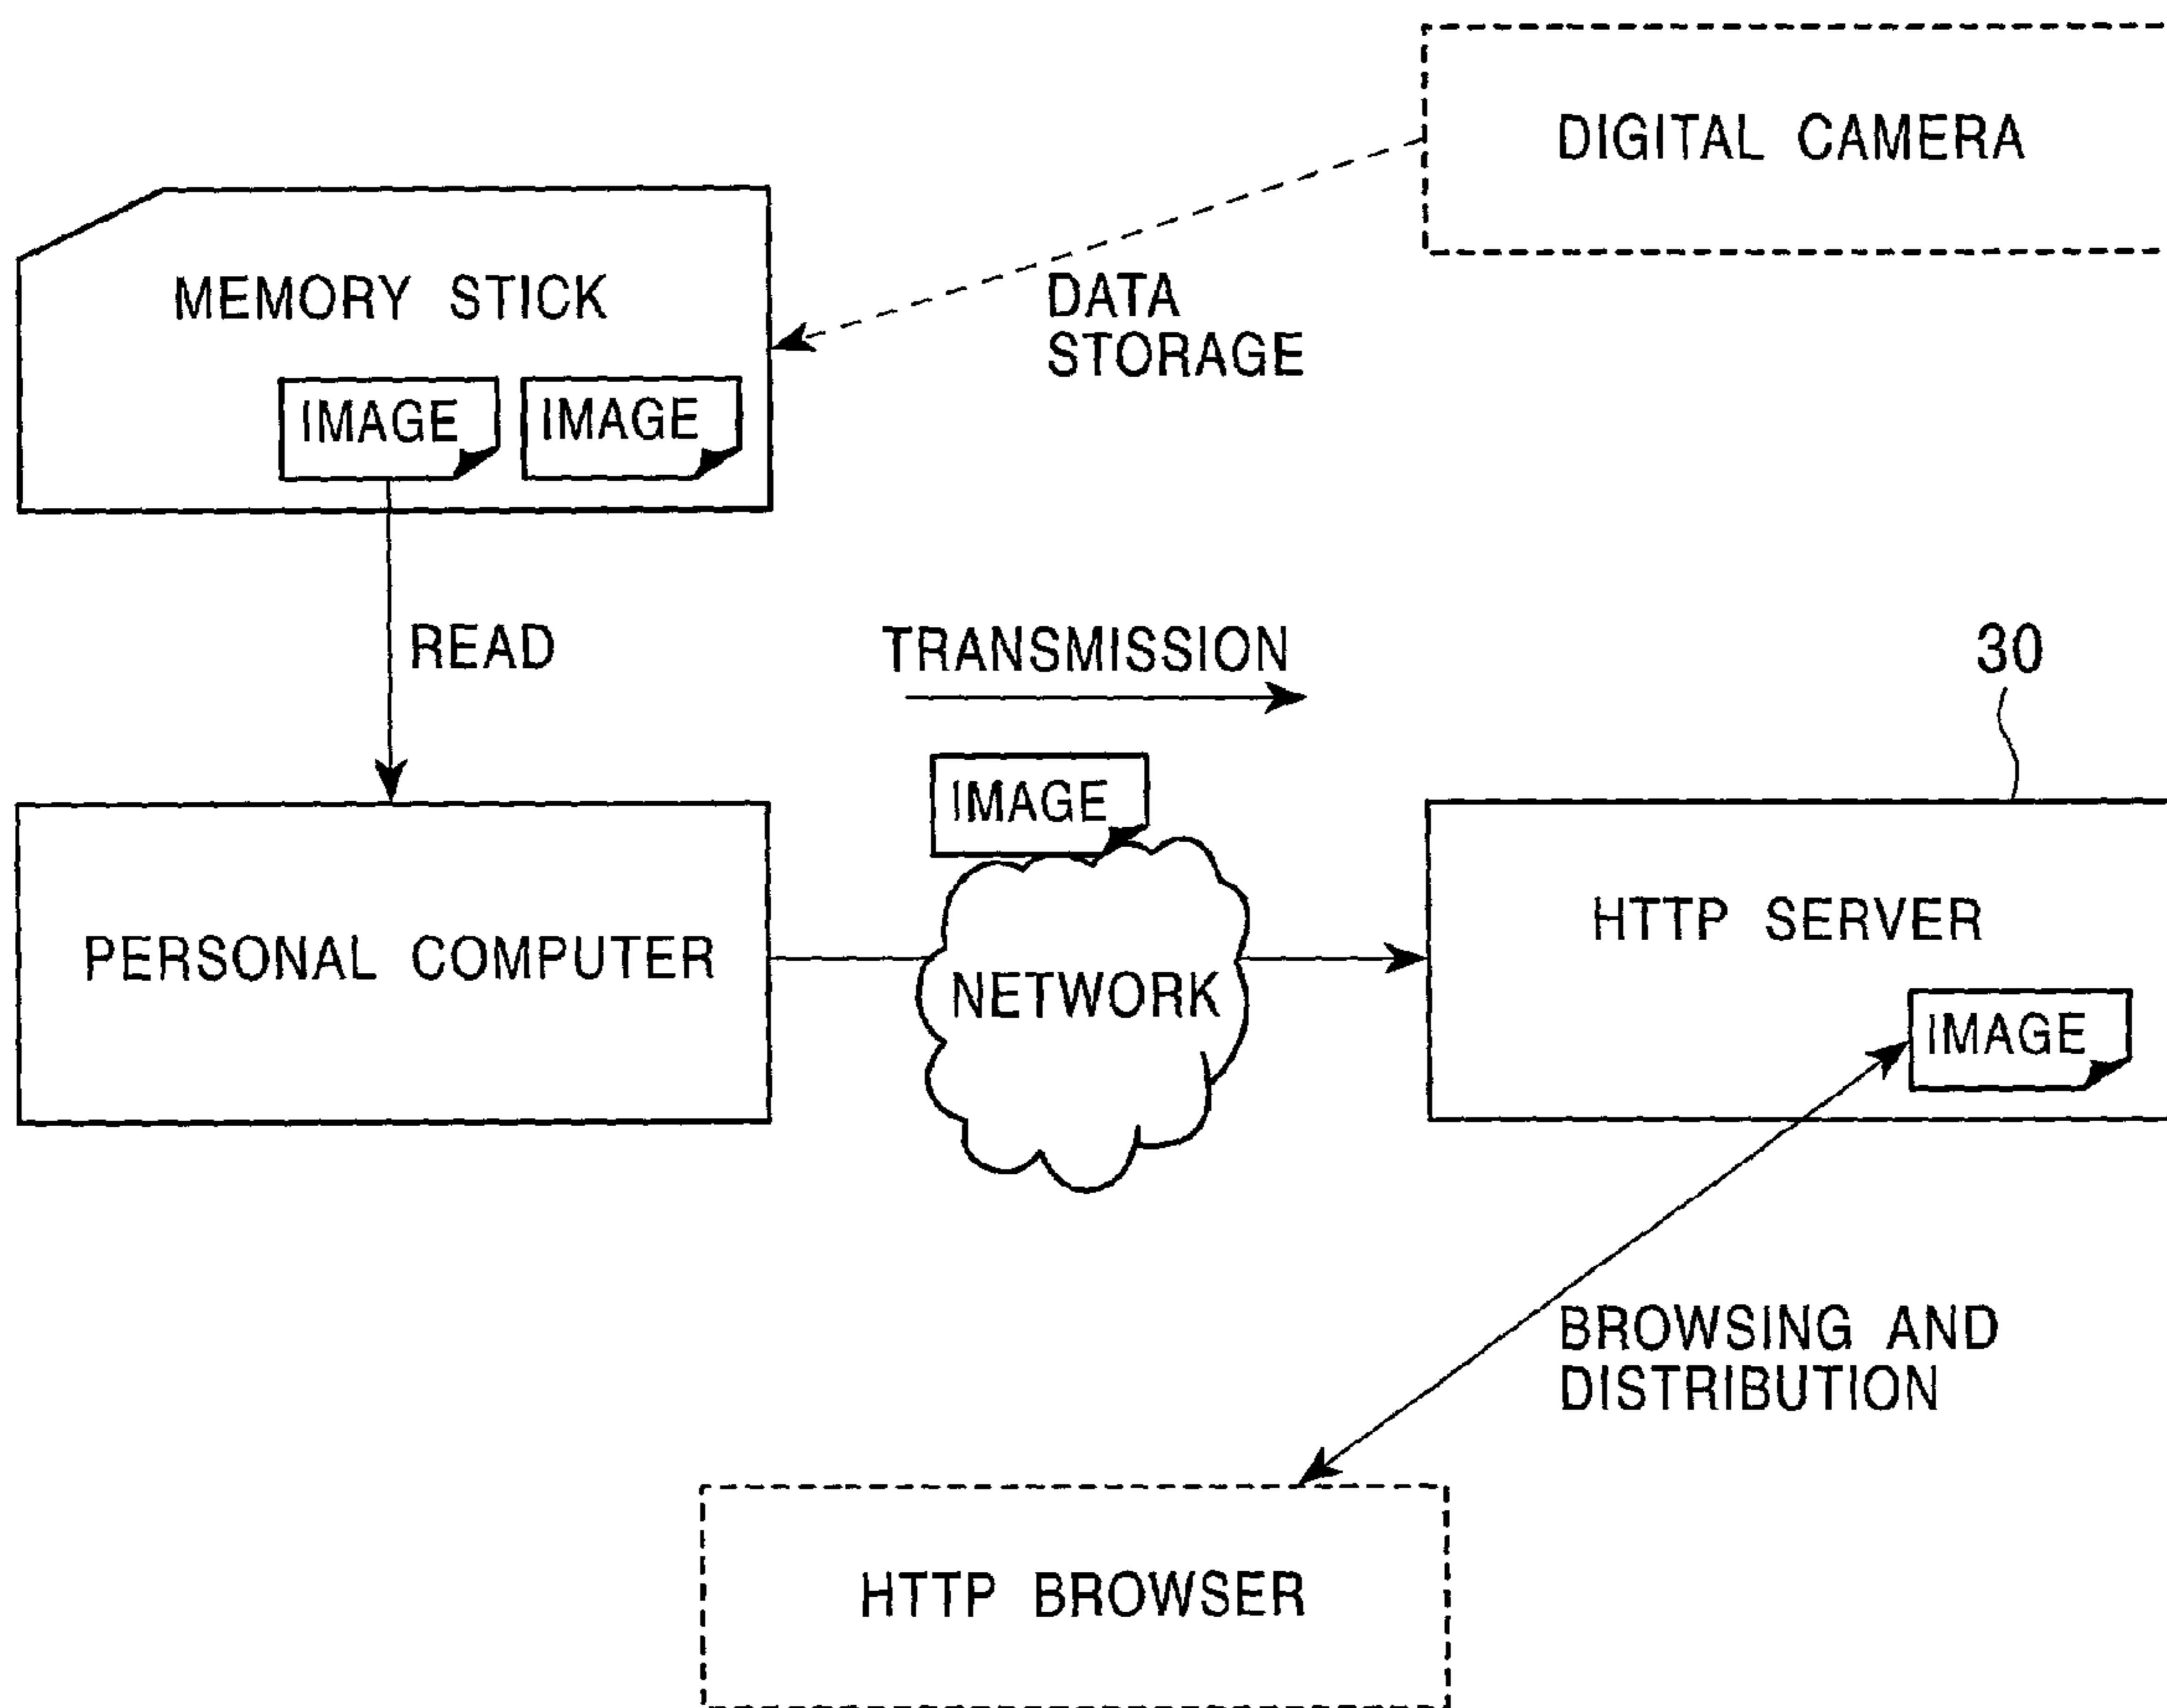 DIGITAL CAMERA
MEMORY STICK
DATA
STORAGE
IMAGE
IMAGE
READ
TRANSMISSION
30
IMAGE
PERSONAL COMPUTER
NETWORK
HTTP SERVER
IMAGE
BROWSING AND
DISTRIBUTION
HTTP BROWSER